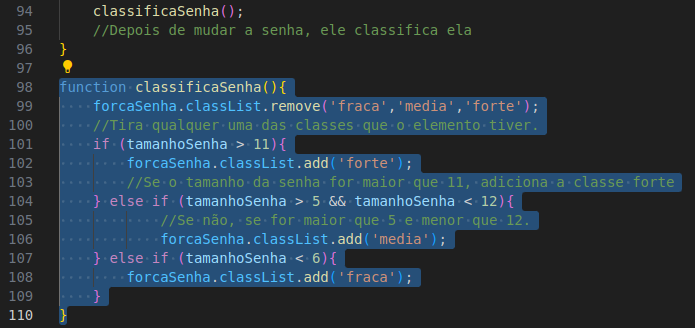 94 classificaSenha();
95 //Depois de mudar a senha, ele classifica ela
96 }
97
98 function classificaSenha(){
99 forcaSenha.classList.remove('fraca','media','forte');
100 //Tira qualquer uma das classes que o elemento tiver.
101 if (tamanhoSenha > 11){
102 forcaSenha.classList.add('forte');
103 //Se o tamanho da senha for maior que 11, adiciona a classe forte
104 } else if (tamanhoSenha > 5 && tamanhoSenha < 12){
105 //Se não, se for maior que 5 e menor que 12.
106 forcaSenha.classList.add('media');
107 } else if (tamanhoSenha < 6){
108 forcaSenha.classList.add('fraca');
109 }
110 }